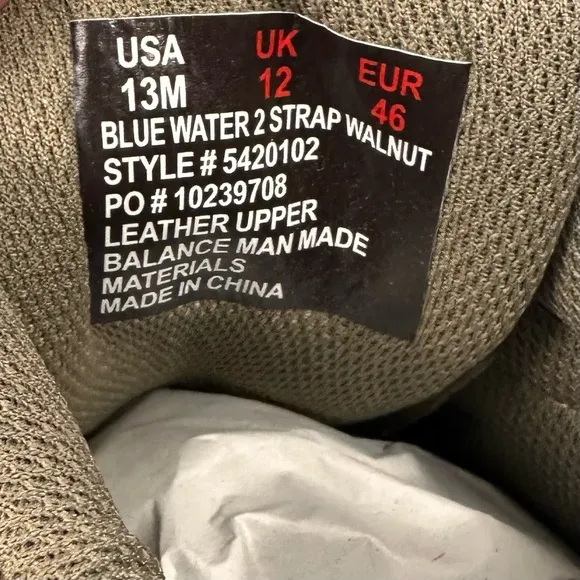 USA UK EUR
13M 12 46
BLUE WATER 2 STRAP WALNUT
STYLE # 5420102
PO # 10239708
LEATHER UPPER
BALANCE MAN MADE
MATERIALS
MADE IN CHINA